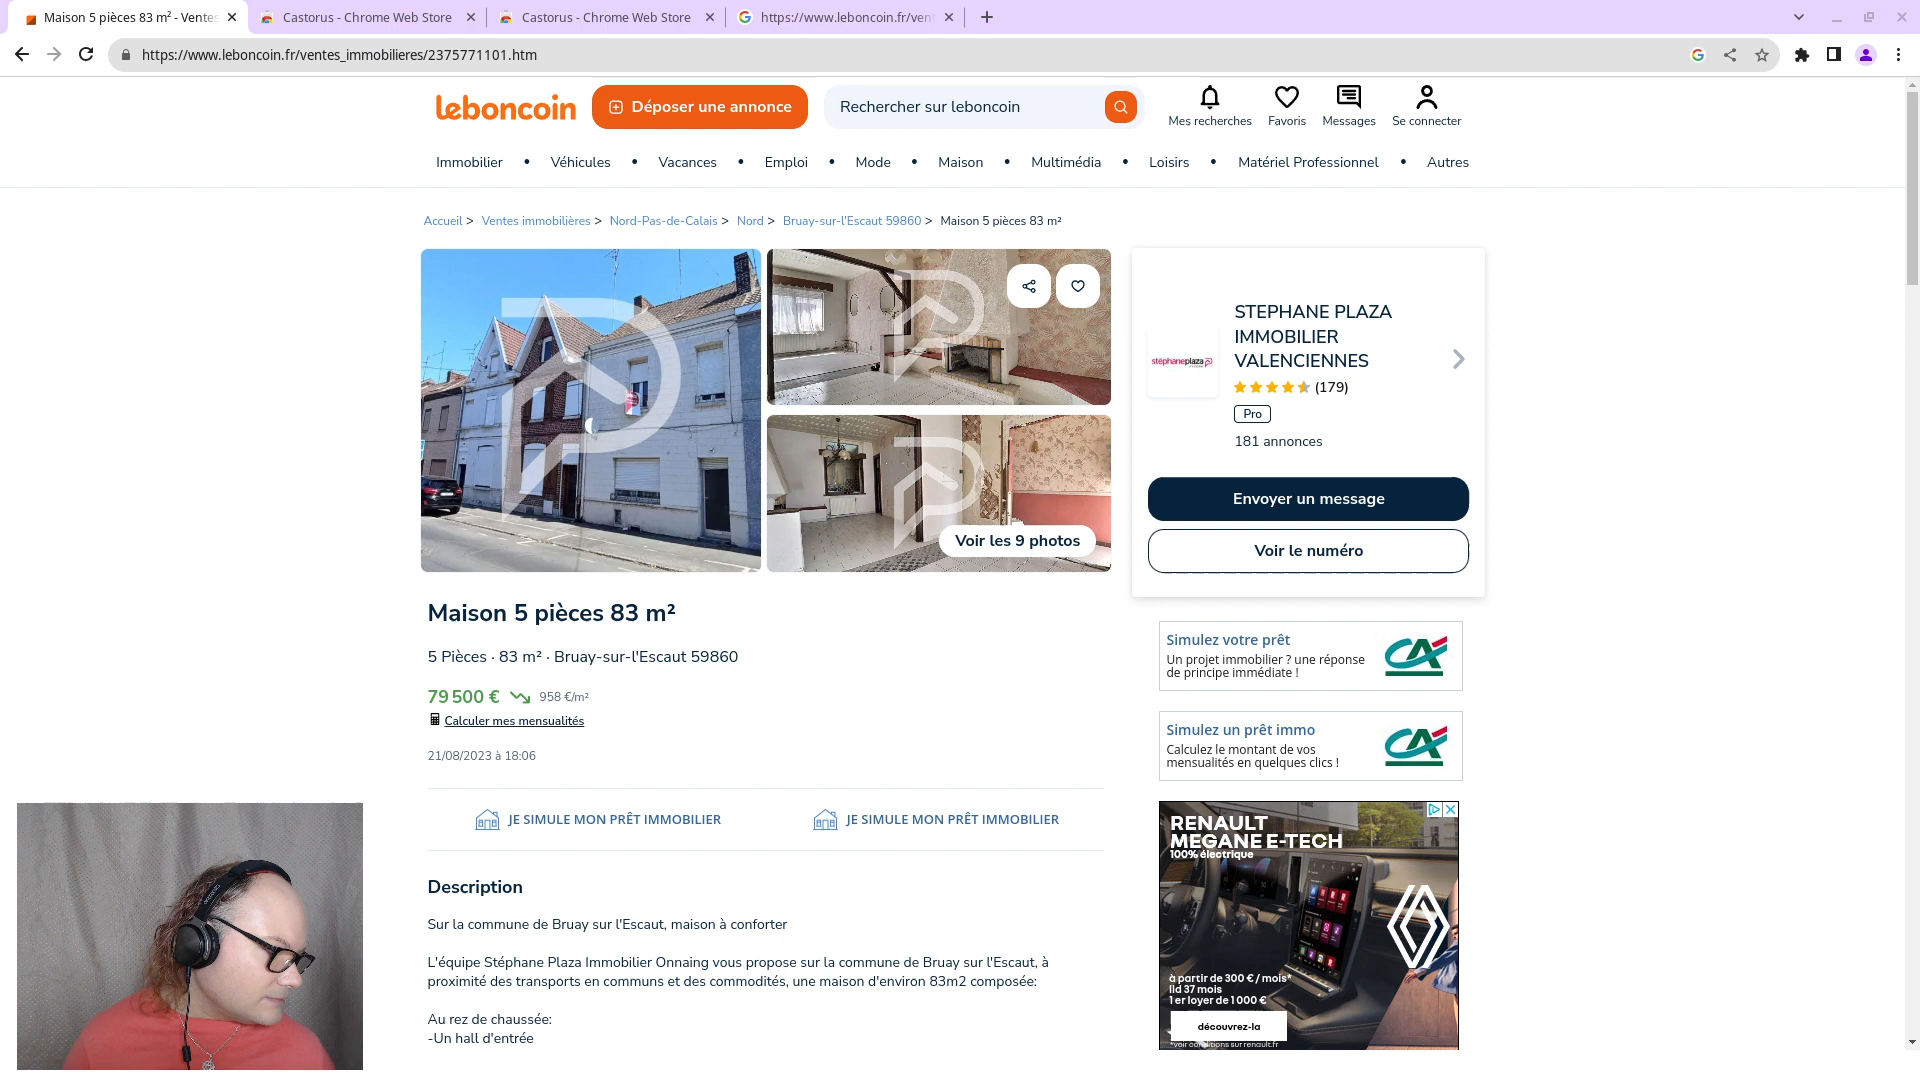 Maison 5 pièces 83 m² - Ventes
Castorus - Chrome Web Store
Castorus - Chrome Web Store
https://www.leboncoin.fr/vent
https://www.leboncoin.fr/ventes_immobilieres/2375771101.htm
leboncoin
Déposer une annonce
Rechercher sur leboncoin
Mes recherches
Favoris
Messages
Se connecter
Immobilier • Véhicules • Vacances • Emploi • Mode • Maison • Multimédia • Loisirs • Matériel Professionnel • Autres
Accueil > Ventes immobilières > Nord-Pas-de-Calais > Nord > Bruay-sur-l'Escaut 59860 > Maison 5 pièces 83 m²
Voir les 9 photos
stéphaneplaza
STEPHANE PLAZA
IMMOBILIER
VALENCIENNES
(179)
Pro
181 annonces
Envoyer un message
Voir le numéro
Maison 5 pièces 83 m²
5 Pièces · 83 m² · Bruay-sur-l'Escaut 59860
79 500 € 958 €/m²
Calculer mes mensualités
21/08/2023 à 18:06
JE SIMULE MON PRÊT IMMOBILIER
JE SIMULE MON PRÊT IMMOBILIER
Description
Sur la commune de Bruay sur l'Escaut, maison à conforter
L'équipe Stéphane Plaza Immobilier Onnaing vous propose sur la commune de Bruay sur l'Escaut, à
proximité des transports en communs et des commodités, une maison d'environ 83m2 composée:
Au rez de chaussée:
-Un hall d'entrée
Simulez votre prêt
Un projet immobilier ? une réponse
de principe immédiate !
CA
Simulez un prêt immo
Calculez le montant de vos
mensualités en quelques clics !
CA
RENAULT
MEGANE E-TECH
100% électrique
à partir de 300 € / mois*
lld 37 mois
1er loyer de 1 000 €
découvrez-la
*voir conditions sur renault.fr